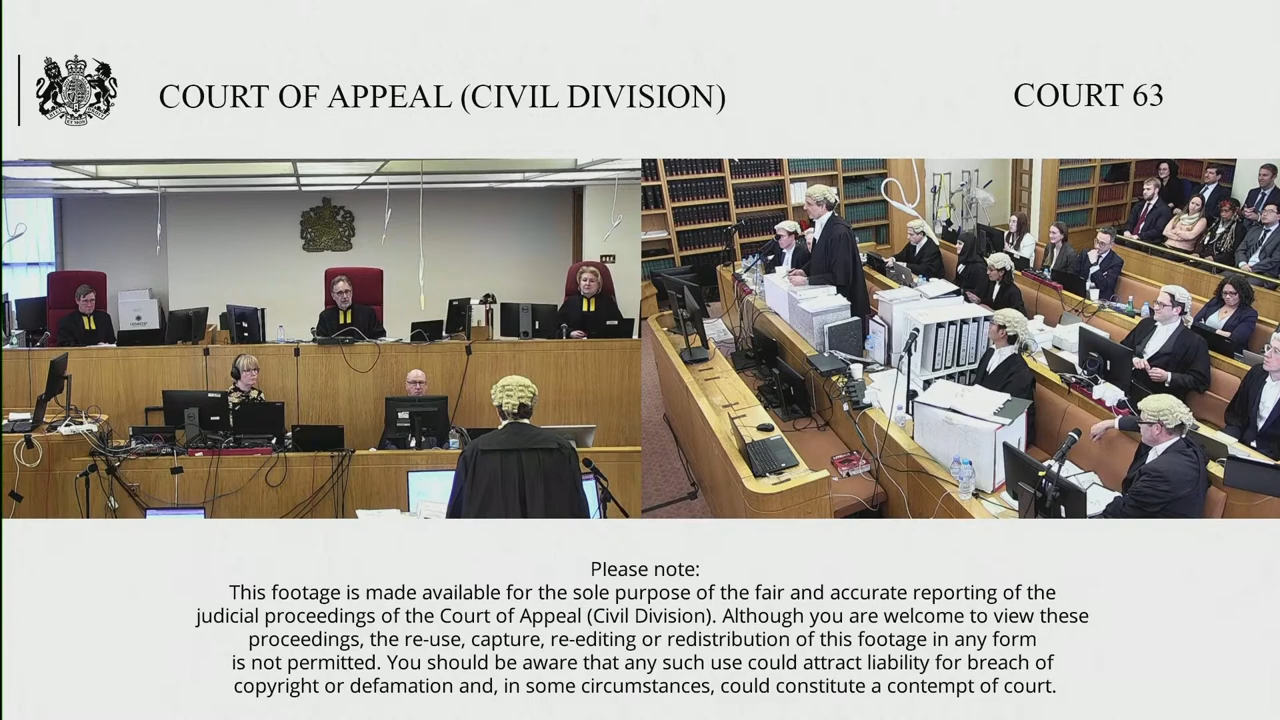 COURT OF APPEAL (CIVIL DIVISION)
COURT 63
Please note:
This footage is made available for the sole purpose of the fair and accurate reporting of the
judicial proceedings of the Court of Appeal (Civil Division). Although you are welcome to view these
proceedings, the re-use, capture, re-editing or redistribution of this footage in any form
is not permitted. You should be aware that any such use could attract liability for breach of
copyright or defamation and, in some circumstances, could constitute a contempt of court.